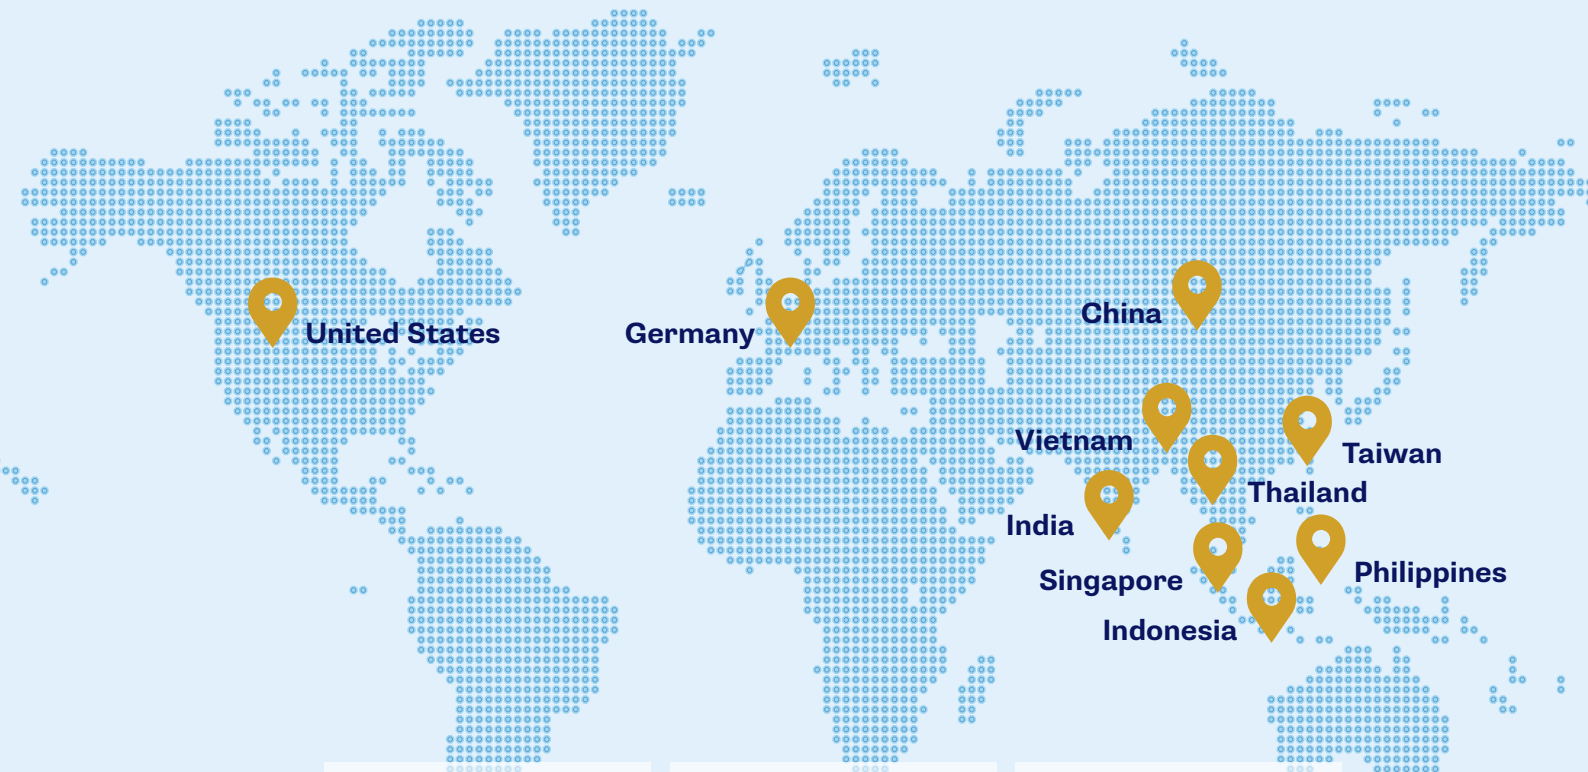 China
United States
Germany
Vietnam
Taiwan
Thailand
India
Philippines
Singapore
Indonesia